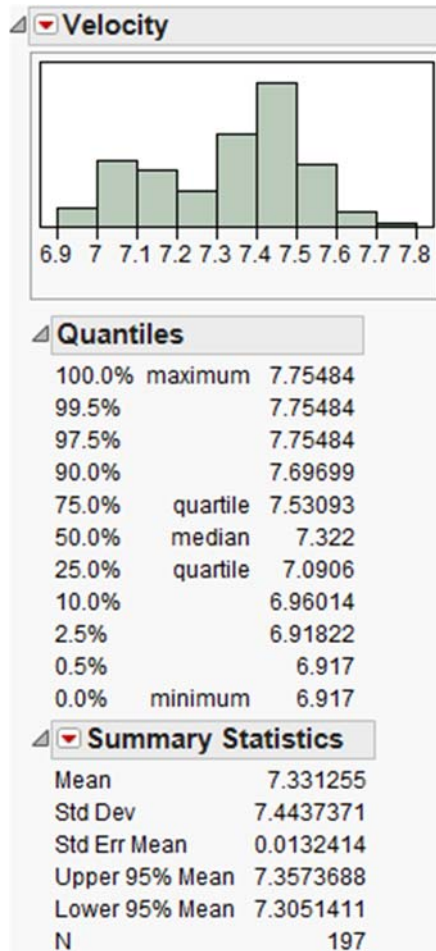 Velocity
6.9 7 7.1 7.2 7.3 7.4 7.5 7.6 7.7 7.8
Quantiles
100.0% maximum 7.75484
99.5% 7.75484
97.5% 7.75484
90.0% 7.69699
75.0% quartile 7.53093
50.0% median 7.322
25.0% quartile 7.0906
10.0% 6.96014
2.5% 6.91822
0.5% 6.917
0.0% minimum 6.917
Summary Statistics
Mean 7.331255
Std Dev 7.4437371
Std Err Mean 0.0132414
Upper 95% Mean 7.3573688
Lower 95% Mean 7.3051411
N 197